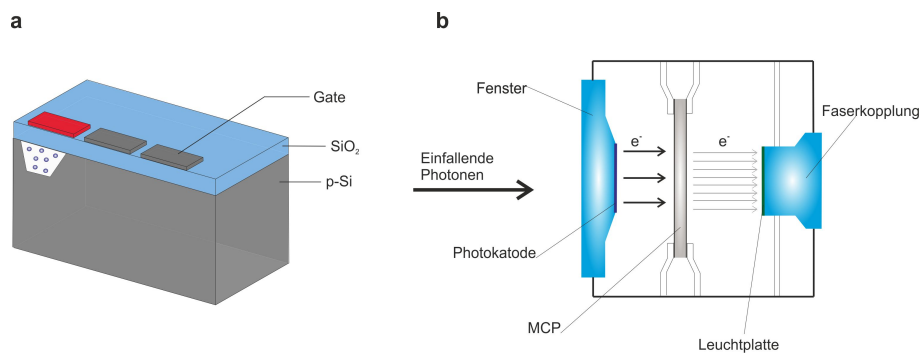 a
Gate
SiO₂
p-Si
b
Fenster
Faserkopplung
e⁻
e⁻
Einfallende
Photonen
Photokatode
MCP
Leuchtplatte